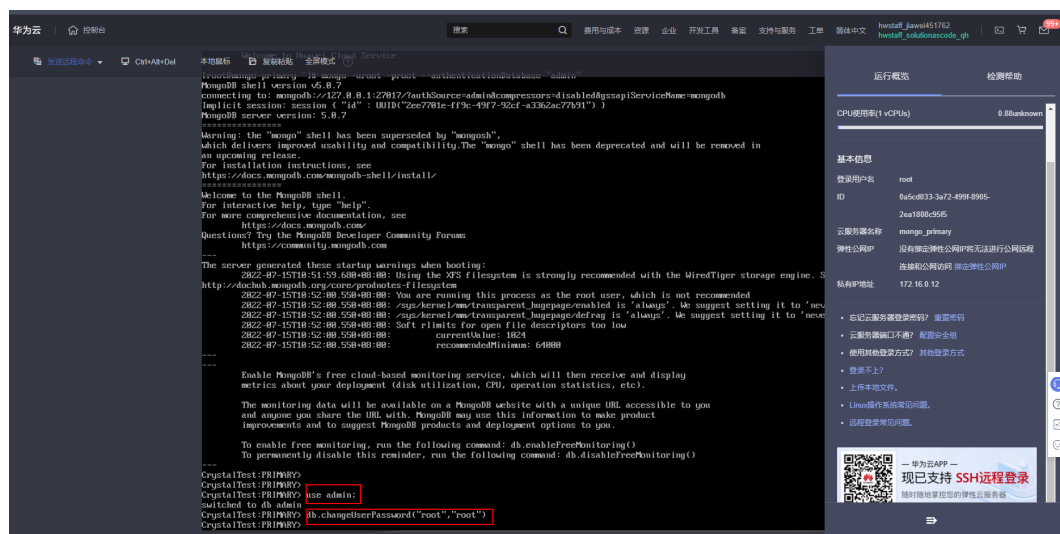 华为云 控制台 搜索 费用与成本 资源 企业 开发工具 备案 支持与服务 工单 简体中文 hwstaff_jiawei451762
hwstaff_solutionascode_qh
99+
发送远程命令 Ctrl+Alt+Del 本地鼠标 复制粘贴 全屏模式
Welcome to Huawei Cloud Service
[root@mongo-primary ~]# mongo -uroot -proot --authenticationDatabase "admin"
MongoDB shell version v5.0.7
connecting to: mongodb://127.0.0.1:27017/?authSource=admin&compressors=disabled&gssapiServiceName=mongodb
Implicit session: session { "id" : UUID("2ee7701e-ff9c-49f7-92cf-a3362ac77b91") }
MongoDB server version: 5.0.7
================
Warning: the "mongo" shell has been superseded by "mongosh",
which delivers improved usability and compatibility.The "mongo" shell has been deprecated and will be removed in
an upcoming release.
For installation instructions, see
https://docs.mongodb.com/mongodb-shell/install/
================
Welcome to the MongoDB shell.
For interactive help, type "help".
For more comprehensive documentation, see
https://docs.mongodb.com/
Questions? Try the MongoDB Developer Community Forums
https://community.mongodb.com
---
The server generated these startup warnings when booting:
2022-07-15T10:51:59.680+08:00: Using the XFS filesystem is strongly recommended with the WiredTiger storage engine. S
http://dochub.mongodb.org/core/prodnotes-filesystem
2022-07-15T10:52:00.550+08:00: You are running this process as the root user, which is not recommended
2022-07-15T10:52:00.550+08:00: /sys/kernel/mm/transparent_hugepage/enabled is 'always'. We suggest setting it to 'nev
2022-07-15T10:52:00.550+08:00: /sys/kernel/mm/transparent_hugepage/defrag is 'always'. We suggest setting it to 'neve
2022-07-15T10:52:00.550+08:00: Soft rlimits for open file descriptors too low
2022-07-15T10:52:00.550+08:00: currentValue: 1024
2022-07-15T10:52:00.550+08:00: recommendedMinimum: 64000
---
---
Enable MongoDB's free cloud-based monitoring service, which will then receive and display
metrics about your deployment (disk utilization, CPU, operation statistics, etc).
The monitoring data will be available on a MongoDB website with a unique URL accessible to you
and anyone you share the URL with. MongoDB may use this information to make product
improvements and to suggest MongoDB products and deployment options to you.
To enable free monitoring, run the following command: db.enableFreeMonitoring()
To permanently disable this reminder, run the following command: db.disableFreeMonitoring()
---
CrystalTest:PRIMARY>
CrystalTest:PRIMARY>
CrystalTest:PRIMARY> use admin;
switched to db admin
CrystalTest:PRIMARY> db.changeUserPassword("root","root")
CrystalTest:PRIMARY>
运行概览 检测帮助
CPU使用率(1 vCPUs) 0.88unknown
基本信息
登录用户名 root
ID 0a5cd033-3a72-499f-8905-
2ea1808c95f5
云服务器名称 mongo_primary
弹性公网IP 没有绑定弹性公网IP将无法进行公网远程
连接和公网访问 绑定弹性公网IP
私有IP地址 172.16.0.12
• 忘记云服务器登录密码? 重置密码
• 云服务器端口不通? 配置安全组
• 使用其他登录方式? 其他登录方式
• 登录不上?
• 上传本地文件。
• Linux操作系统常见问题。
• 远程登录常见问题。
— 华为云APP —
现已支持 SSH远程登录
随时随地掌控您的弹性云服务器